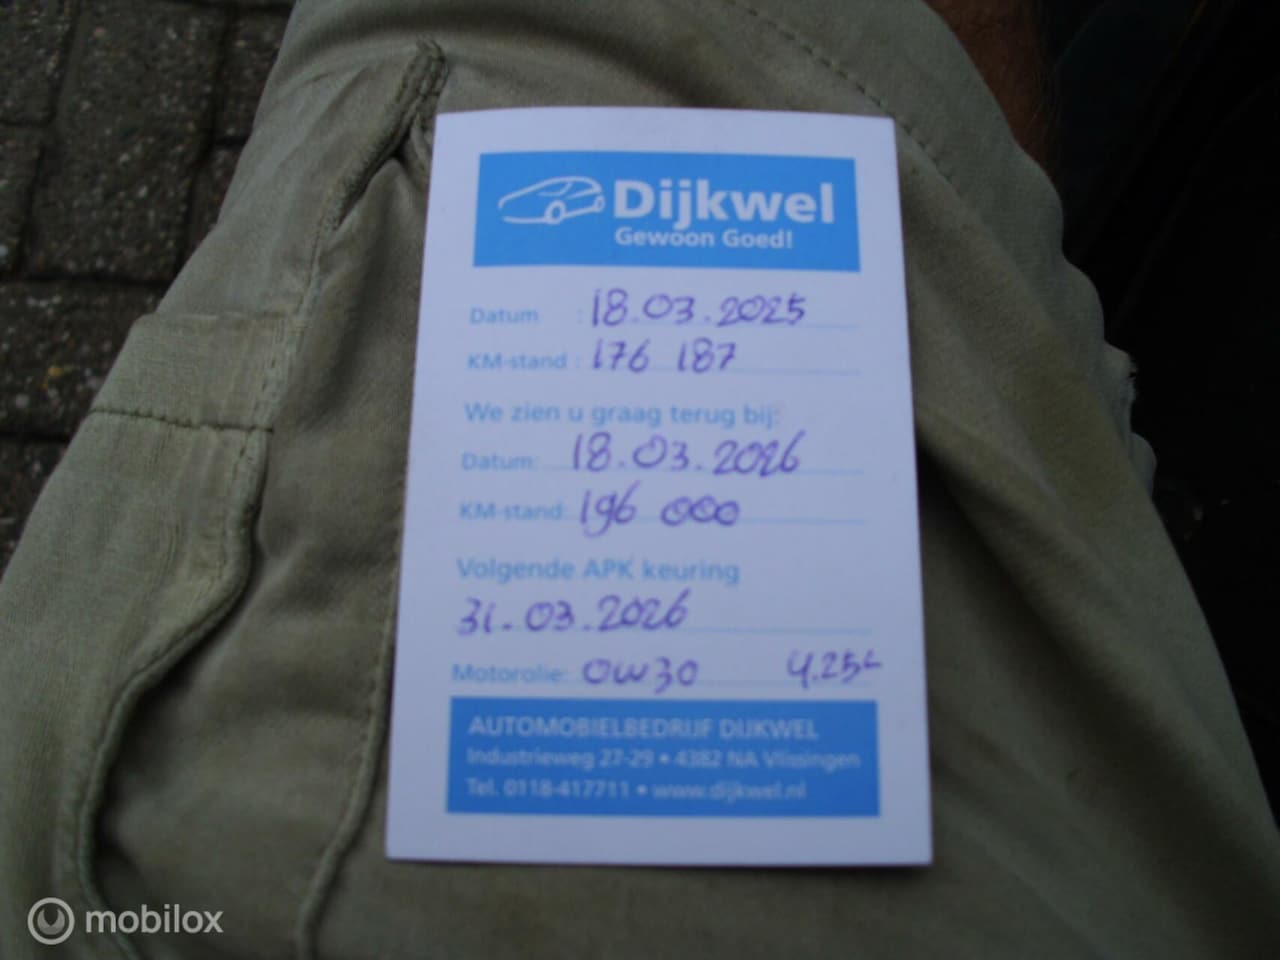 Dijkwel
Gewoon Goed!
Datum : 18.03.2025
KM-stand : 176 187
We zien u graag terug bij:
Datum: 18.03.2026
KM-stand: 196 000
Volgende APK keuring
31.03.2026
Motorolie: 0W30 4.25L
AUTOMOBIELBEDRIJF DIJKWEL
Industrieweg 27-29 • 4382 NA Vlissingen
Tel. 0118-417711 • www.dijkwel.nl
mobilox